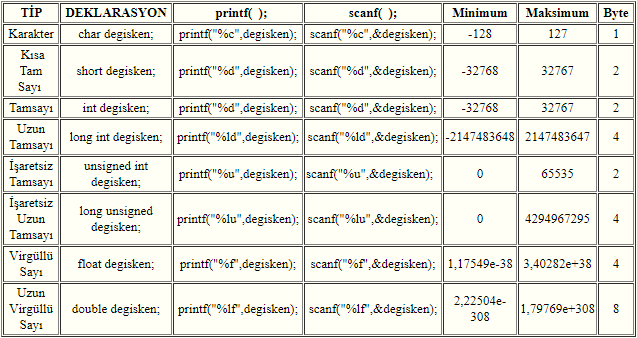 TİP DEKLARASYON printf( ); scanf( ); Minimum Maksimum Byte
Karakter char degisken; printf("%c",degisken); scanf("%c",&degisken); -128 127 1
Kısa
Tam
Sayı
short degisken; printf("%d",degisken); scanf("%d",&degisken); -32768 32767 2
Tamsayı int degisken; printf("%d",degisken); scanf("%d",&degisken); -32768 32767 2
Uzun
Tamsayı
long int degisken; printf("%ld",degisken); scanf("%ld",&degisken); -2147483648 2147483647 4
İşaretsiz
Tamsayı
unsigned int
degisken;
printf("%u",degisken); scanf("%u",&degisken); 0 65535 2
İşaretsiz
Uzun
Tamsayı
long unsigned
degisken;
printf("%lu",degisken); scanf("%lu",&degisken); 0 4294967295 4
Virgüllü
Sayı
float degisken; printf("%f",degisken); scanf("%f",&degisken); 1,17549e-38 3,40282e+38 4
Uzun
Virgüllü
Sayı
double degisken; printf("%lf",degisken); scanf("%lf",&degisken);
2,22504e-
308
1,79769e+308 8